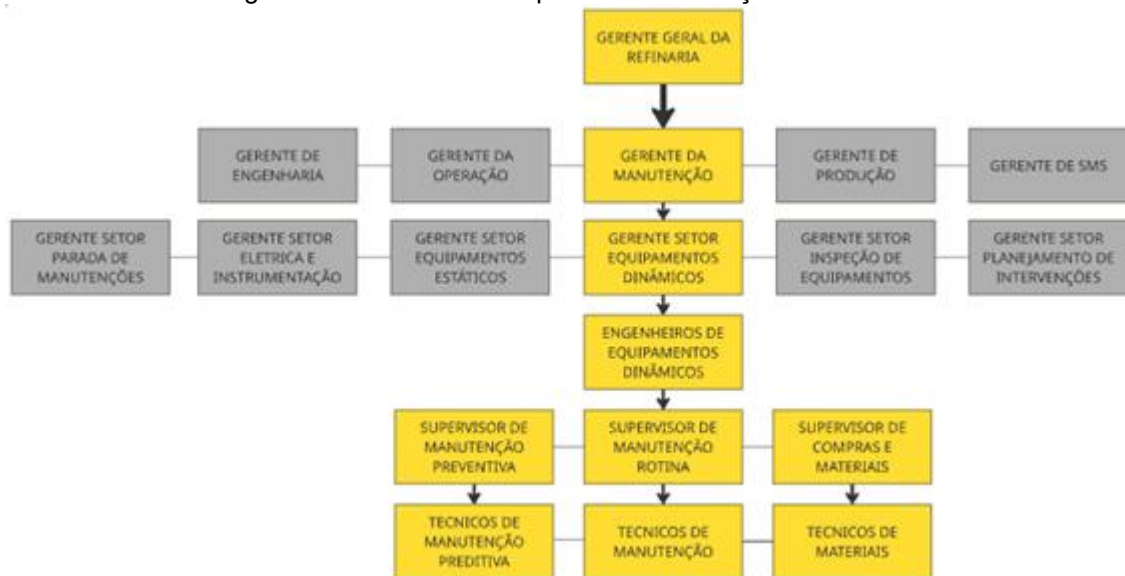 GERENTE GERAL DA
REFINARIA
GERENTE DE
ENGENHARIA
GERENTE DA
OPERAÇÃO
GERENTE DA
MANUTENÇÃO
GERENTE DE
PRODUÇÃO
GERENTE DE SMS
GERENTE SETOR
PARADA DE
MANUTENÇÕES
GERENTE SETOR
ELETRICA E
INSTRUMENTAÇÃO
GERENTE SETOR
EQUIPAMENTOS
ESTÁTICOS
GERENTE SETOR
EQUIPAMENTOS
DINÂMICOS
GERENTE SETOR
INSPEÇÃO DE
EQUIPAMENTOS
GERENTE SETOR
PLANEJAMENTO DE
INTERVENÇÕES
ENGENHEIROS DE
EQUIPAMENTOS
DINÂMICOS
SUPERVISOR DE
MANUTENÇÃO
PREVENTIVA
SUPERVISOR DE
MANUTENÇÃO
ROTINA
SUPERVISOR DE
COMPRAS E
MATERIAIS
TECNICOS DE
MANUTENÇÃO
PREDITIVA
TECNICOS DE
MANUTENÇÃO
TECNICOS DE
MATERIAIS